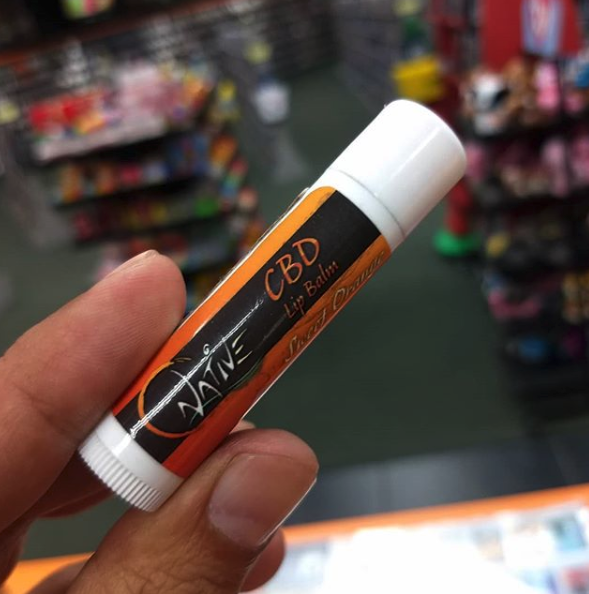 CBD
Lip Balm
Sweet Orange
Native